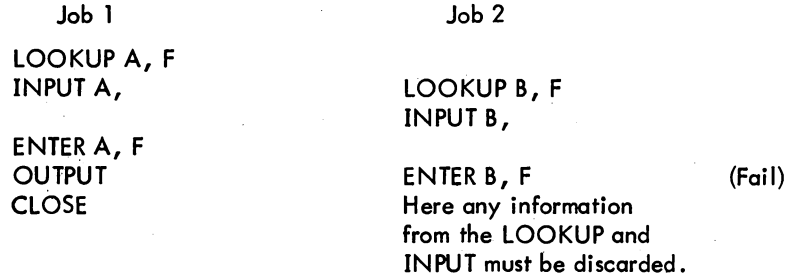 Job 1 Job 2
LOOKUP A, F
INPUT A, LOOKUP B, F
INPUT B,
ENTER A, F
OUTPUT ENTER B, F (Fail)
CLOSE Here any information
from the LOOKUP and
INPUT must be discarded.